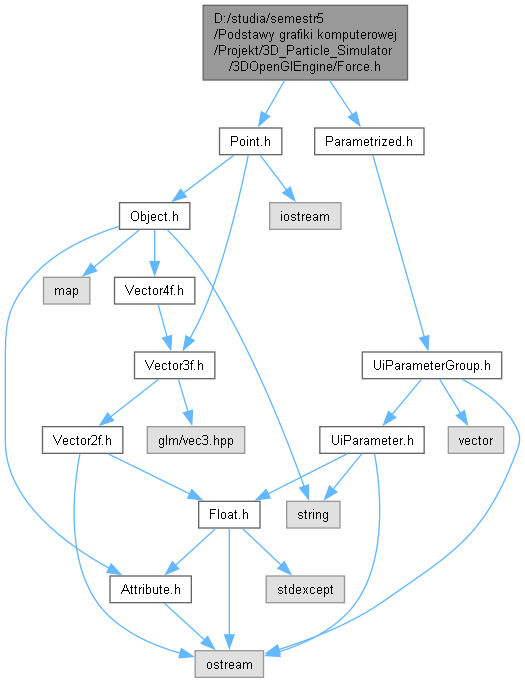 D:/studia/semestr5
/Podstawy grafiki komputerowej
/Projekt/3D_Particle_Simulator
/3DOpenGlEngine/Force.h
Point.h
Parametrized.h
Object.h
iostream
map
Vector4f.h
Vector3f.h
UiParameterGroup.h
Vector2f.h
glm/vec3.hpp
UiParameter.h
vector
Float.h
string
Attribute.h
stdexcept
ostream